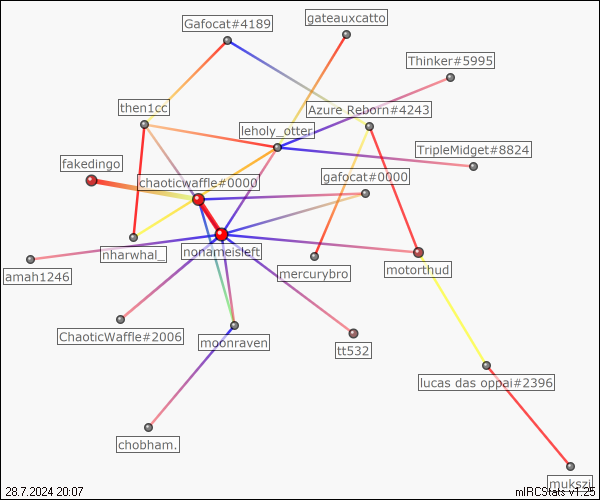 gateauxcatto
Gafocat#4189
Thinker#5995
then1cc
Azure Reborn#4243
leholy_otter
TripleMidget#8824
fakedingo
gafocat#0000
chaoticwaffle#0000
nharwhal_
nonameisleft
mercurybro
motorthud
amah1246
ChaoticWaffle#2006
moonraven
tt532
lucas das oppai#2396
chobham.
mukszi
28.7.2024 20:07
mIRCStats v1.25